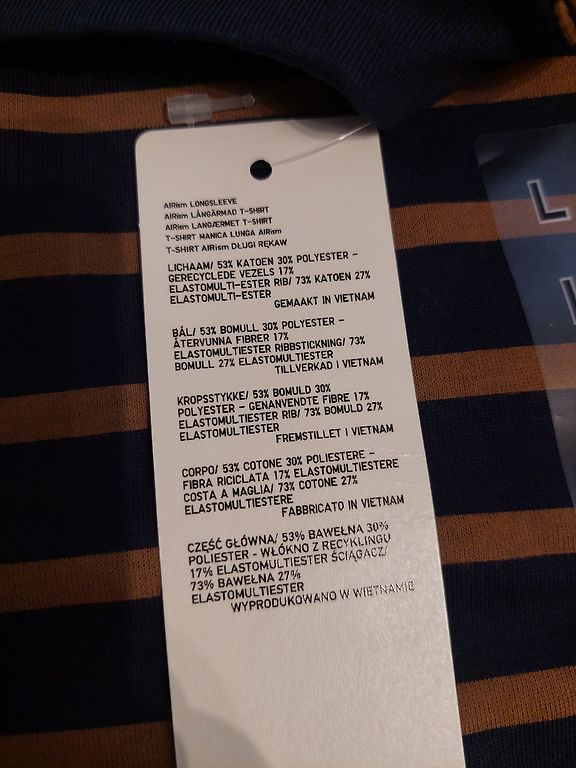 AIRism LONGSLEEVE
AIRism LÅNGÄRMAD T-SHIRT
AIRism LANGÆRMET T-SHIRT
T-SHIRT MANICA LUNGA AIRism
T-SHIRT AIRism DŁUGI RĘKAW
LICHAAM/ 53% KATOEN 30% POLYESTER -
GERECYCLEDE VEZELS 17%
ELASTOMULTI-ESTER RIB/ 73% KATOEN 27%
ELASTOMULTI-ESTER
GEMAAKT IN VIETNAM
BÅL/ 53% BOMULL 30% POLYESTER -
ÅTERVUNNA FIBRER 17%
ELASTOMULTIESTER RIBBSTICKNING/ 73%
BOMULL 27% ELASTOMULTIESTER
TILLVERKAD I VIETNAM
KROPSSTYKKE/ 53% BOMULD 30%
POLYESTER - GENANVENDTE FIBRE 17%
ELASTOMULTIESTER RIB/ 73% BOMULD 27%
ELASTOMULTIESTER
FREMSTILLET I VIETNAM
CORPO/ 53% COTONE 30% POLIESTERE -
FIBRA RICICLATA 17% ELASTOMULTIESTERE
COSTA A MAGLIA/ 73% COTONE 27%
ELASTOMULTIESTERE
FABBRICATO IN VIETNAM
CZĘŚĆ GŁÓWNA/ 53% BAWEŁNA 30%
POLIESTER - WŁÓKNO Z RECYKLINGU
17% ELASTOMULTIESTER ŚCIĄGACZ/
73% BAWEŁNA 27%
ELASTOMULTIESTER
WYPRODUKOWANO W WIETNAMIE
L